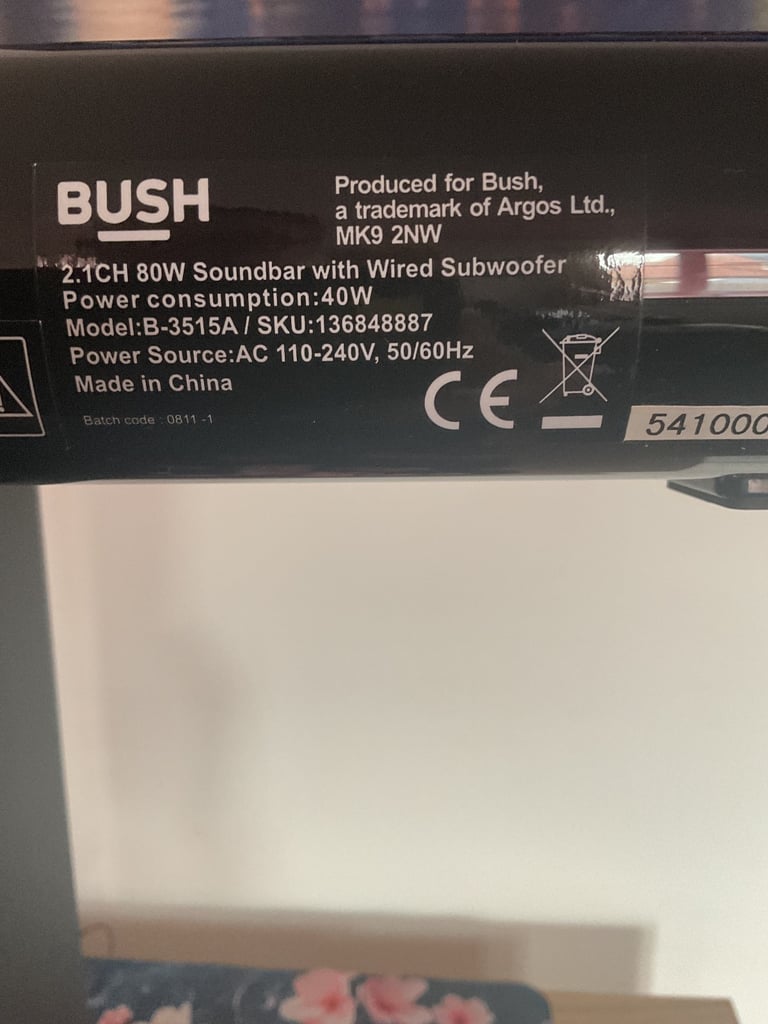 BUSH
Produced for Bush,
a trademark of Argos Ltd.,
MK9 2NW
2.1CH 80W Soundbar with Wired Subwoofer
Power consumption:40W
Model:B-3515A / SKU:136848887
Power Source:AC 110-240V, 50/60Hz
Made in China
Batch code : 0811 -1
CE
541000